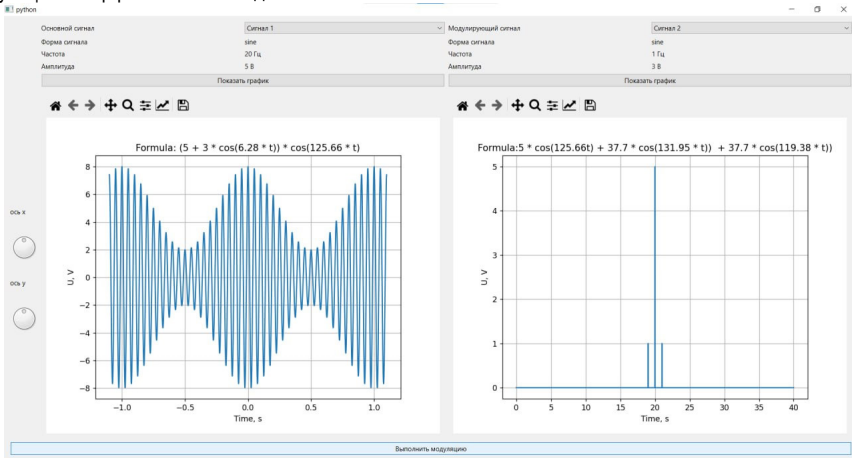 python
Основной сигнал
Сигнал 1
Модулирующий сигнал
Сигнал 2
Форма сигнала
sine
Форма сигнала
sine
Частота
20 Гц
Частота
1 Гц
Амплитуда
5 В
Амплитуда
3 В
Показать график
Показать график
Formula: (5 + 3 * cos(6.28 * t)) * cos(125.66 * t)
8
6
4
2
0
−2
−4
−6
−8
U, V
−1.0
−0.5
0.0
0.5
1.0
Time, s
Formula:5 * cos(125.66t) + 37.7 * cos(131.95 * t)) + 37.7 * cos(119.38 * t))
5
4
3
2
1
0
U, V
0
5
10
15
20
25
30
35
40
Time, s
ось x
ось y
Выполнить модуляцию